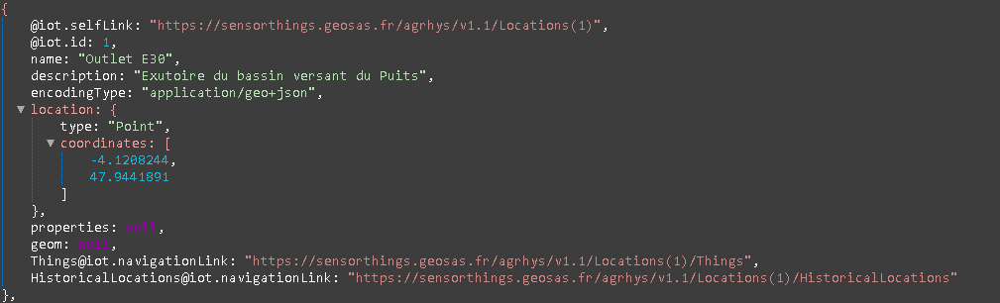 {
@iot.selfLink: "https://sensorthings.geosas.fr/agrhys/v1.1/Locations(1)",
@iot.id: 1,
name: "Outlet E30",
description: "Exutoire du bassin versant du Puits",
encodingType: "application/geo+json",
location: {
type: "Point",
coordinates: [
-4.1208244,
47.9441891
]
},
properties: null,
geom: null,
Things@iot.navigationLink: "https://sensorthings.geosas.fr/agrhys/v1.1/Locations(1)/Things",
HistoricalLocations@iot.navigationLink: "https://sensorthings.geosas.fr/agrhys/v1.1/Locations(1)/HistoricalLocations"
},